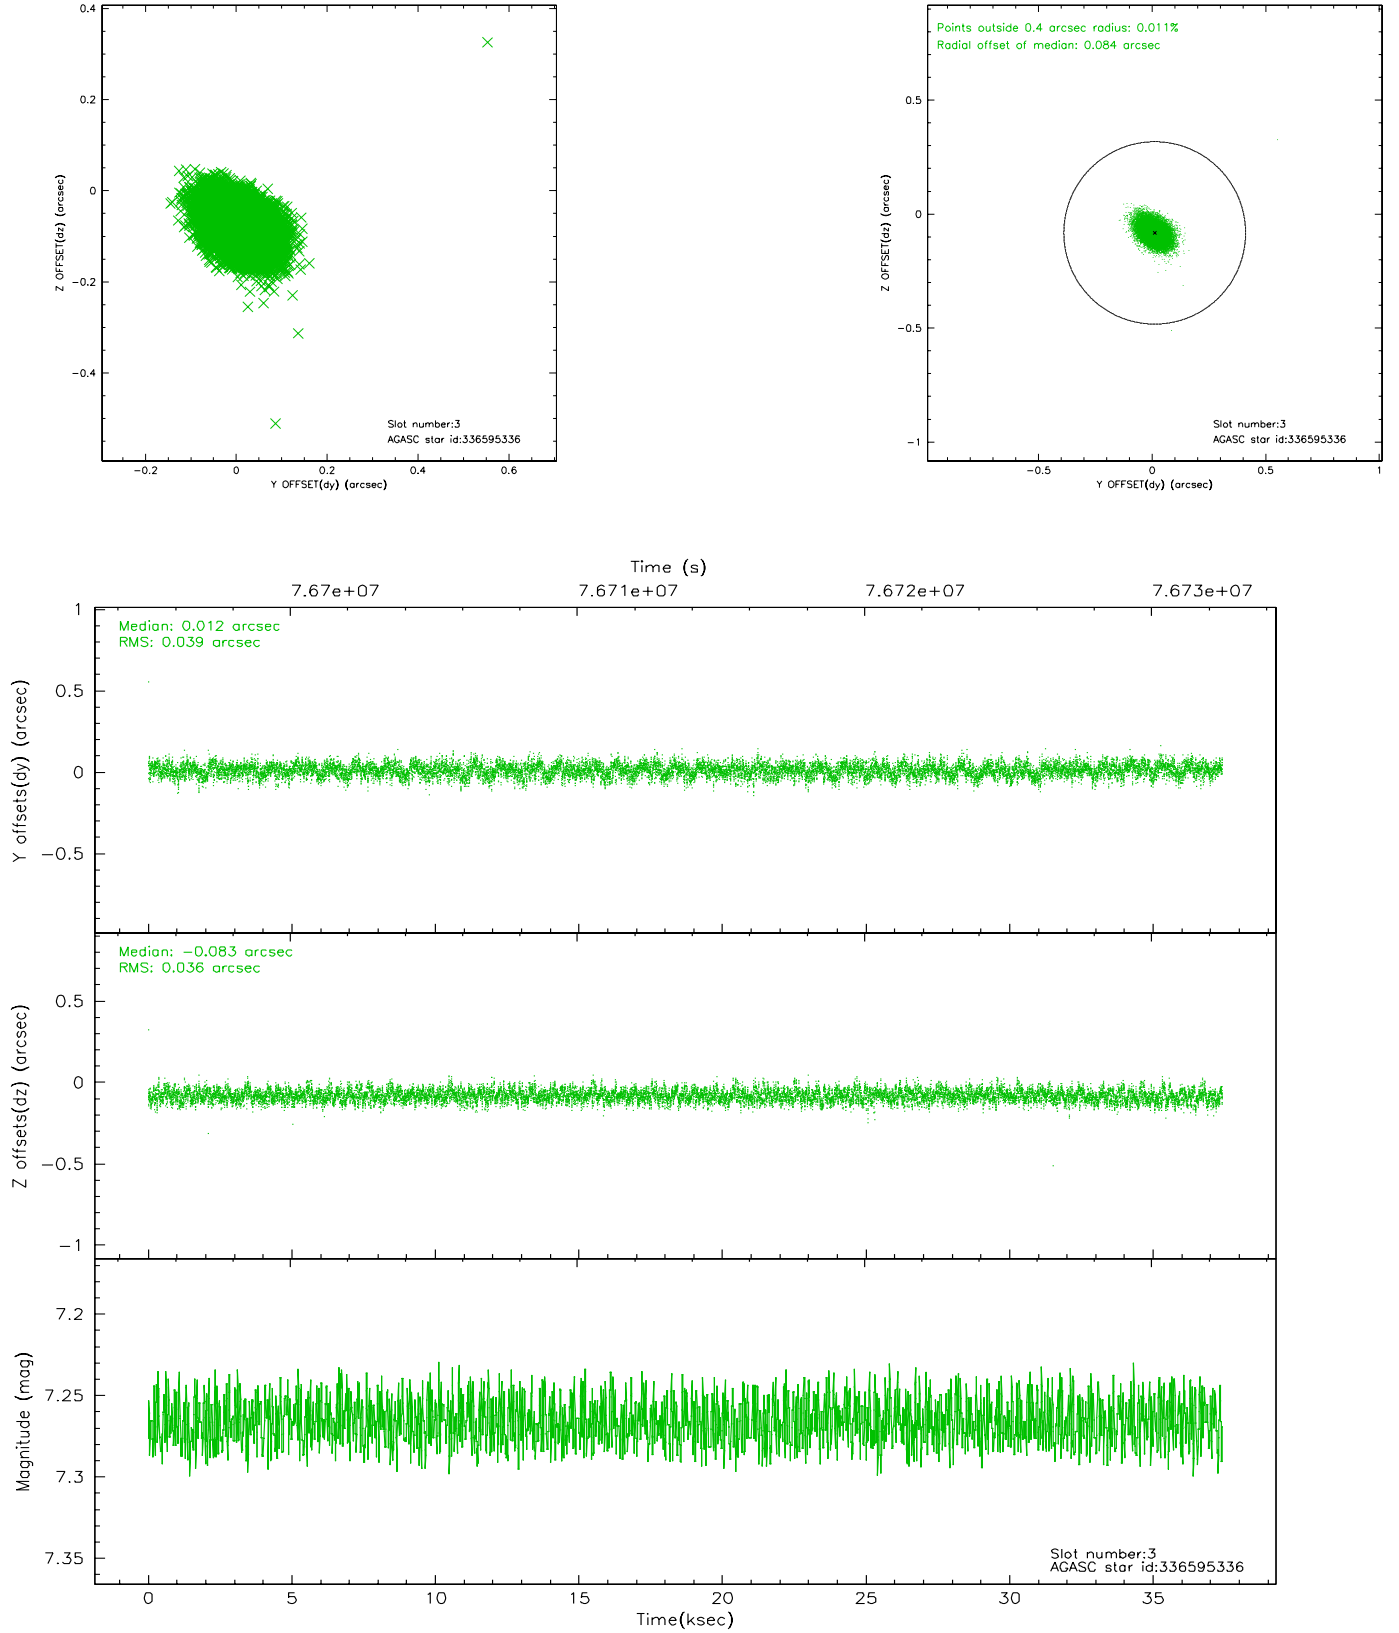 0.4
0.2
0
-0.2
-0.4
Z OFFSET(dz) (arcsec)
Slot number:3
AGASC star id:336595336
-0.2 0 0.2 0.4 0.6
Y OFFSET(dy) (arcsec)
Points outside 0.4 arcsec radius: 0.011%
Radial offset of median: 0.084 arcsec
0.5
0
-0.5
-1
Z OFFSET(dz) (arcsec)
Slot number:3
AGASC star id:336595336
-0.5 0 0.5 1
Y OFFSET(dy) (arcsec)
Time (s)
7.67e+07 7.671e+07 7.672e+07 7.673e+07
Median: 0.012 arcsec
RMS: 0.039 arcsec
1
0.5
0
-0.5
Y offsets(dy) (arcsec)
Median: -0.083 arcsec
RMS: 0.036 arcsec
0.5
0
-0.5
-1
Z offsets(dz) (arcsec)
7.2
7.25
7.3
7.35
Magnitude (mag)
Slot number:3
AGASC star id:336595336
0 5 10 15 20 25 30 35
Time(ksec)